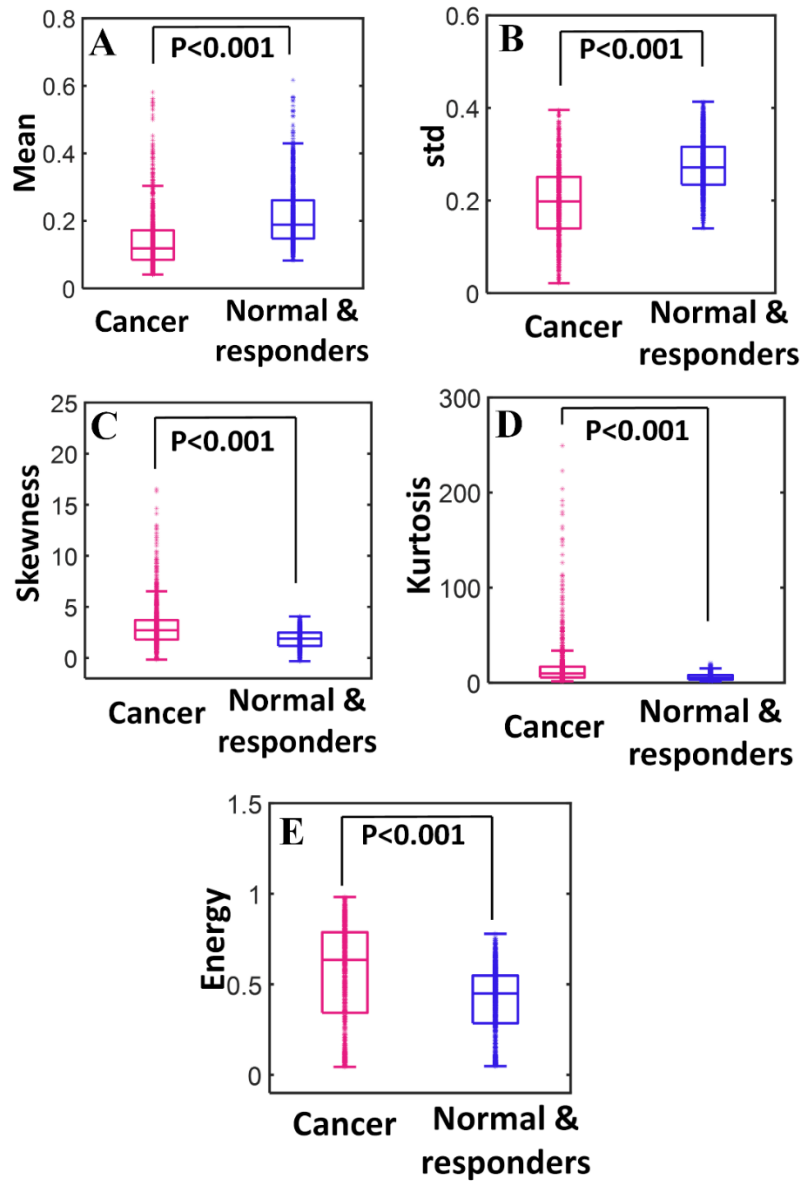 A
P<0.001
Mean
0.8
0.6
0.4
0.2
0
Cancer
Normal &
responders
B
P<0.001
std
0.6
0.4
0.2
0
Cancer
Normal &
responders
C
P<0.001
Skewness
25
20
15
10
5
0
Cancer
Normal &
responders
D
P<0.001
Kurtosis
300
200
100
0
Cancer
Normal &
responders
E
P<0.001
Energy
1.5
1
0.5
0
Cancer
Normal &
responders